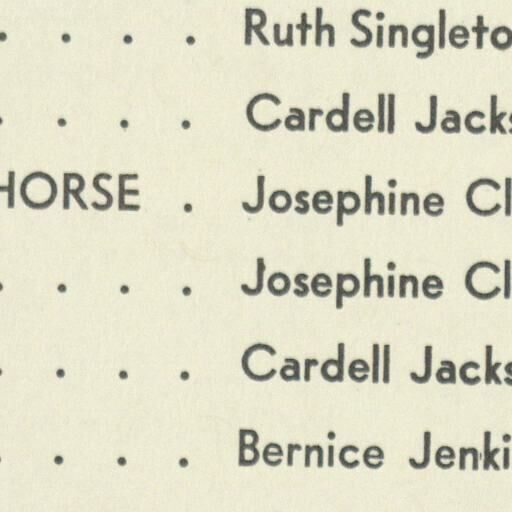 . . . . Ruth Singleto
. . . . Cardell Jacks
HORSE . Josephine Cl
. . . . Josephine Cl
. . . . Cardell Jacks
. . . . Bernice Jenki